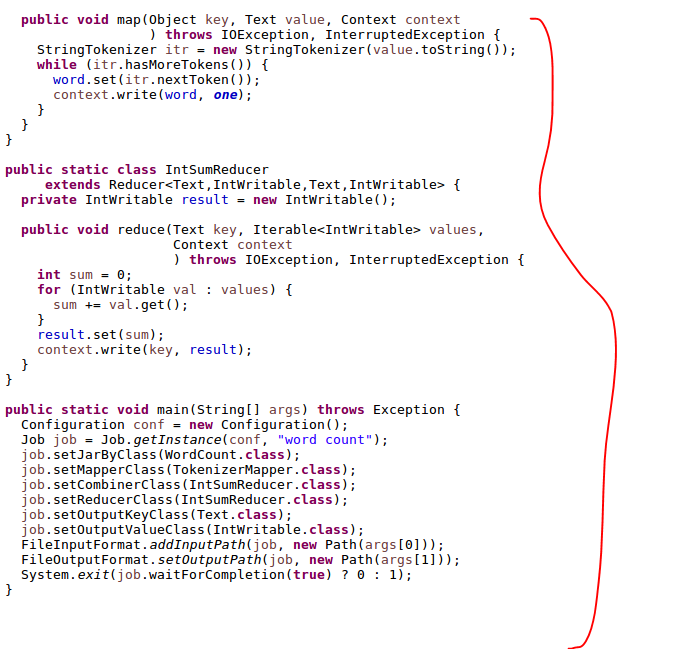 public void map(Object key, Text value, Context context
) throws IOException, InterruptedException {
StringTokenizer itr = new StringTokenizer(value.toString());
while (itr.hasMoreTokens()) {
word.set(itr.nextToken());
context.write(word, one);
}
}
}
public static class IntSumReducer
extends Reducer<Text,IntWritable,Text,IntWritable> {
private IntWritable result = new IntWritable();
public void reduce(Text key, Iterable<IntWritable> values,
Context context
) throws IOException, InterruptedException {
int sum = 0;
for (IntWritable val : values) {
sum += val.get();
}
result.set(sum);
context.write(key, result);
}
}
public static void main(String[] args) throws Exception {
Configuration conf = new Configuration();
Job job = Job.getInstance(conf, "word count");
job.setJarByClass(WordCount.class);
job.setMapperClass(TokenizerMapper.class);
job.setCombinerClass(IntSumReducer.class);
job.setReducerClass(IntSumReducer.class);
job.setOutputKeyClass(Text.class);
job.setOutputValueClass(IntWritable.class);
FileInputFormat.addInputPath(job, new Path(args[0]));
FileOutputFormat.setOutputPath(job, new Path(args[1]));
System.exit(job.waitForCompletion(true) ? 0 : 1);
}